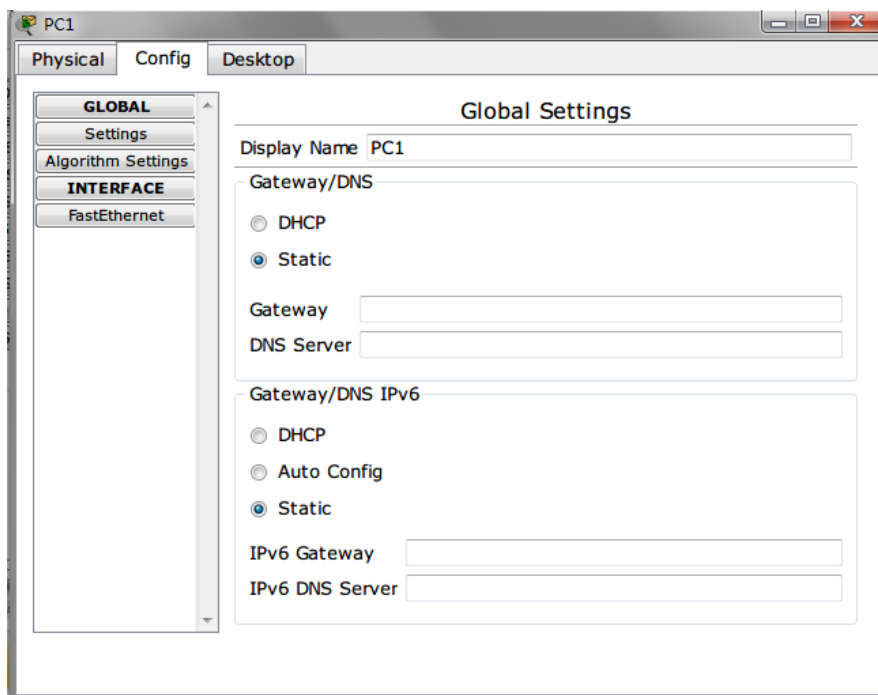 PC1
Physical Config Desktop
GLOBAL
Settings
Algorithm Settings
INTERFACE
FastEthernet
Global Settings
Display Name PC1
Gateway/DNS
DHCP
Static
Gateway
DNS Server
Gateway/DNS IPv6
DHCP
Auto Config
Static
IPv6 Gateway
IPv6 DNS Server